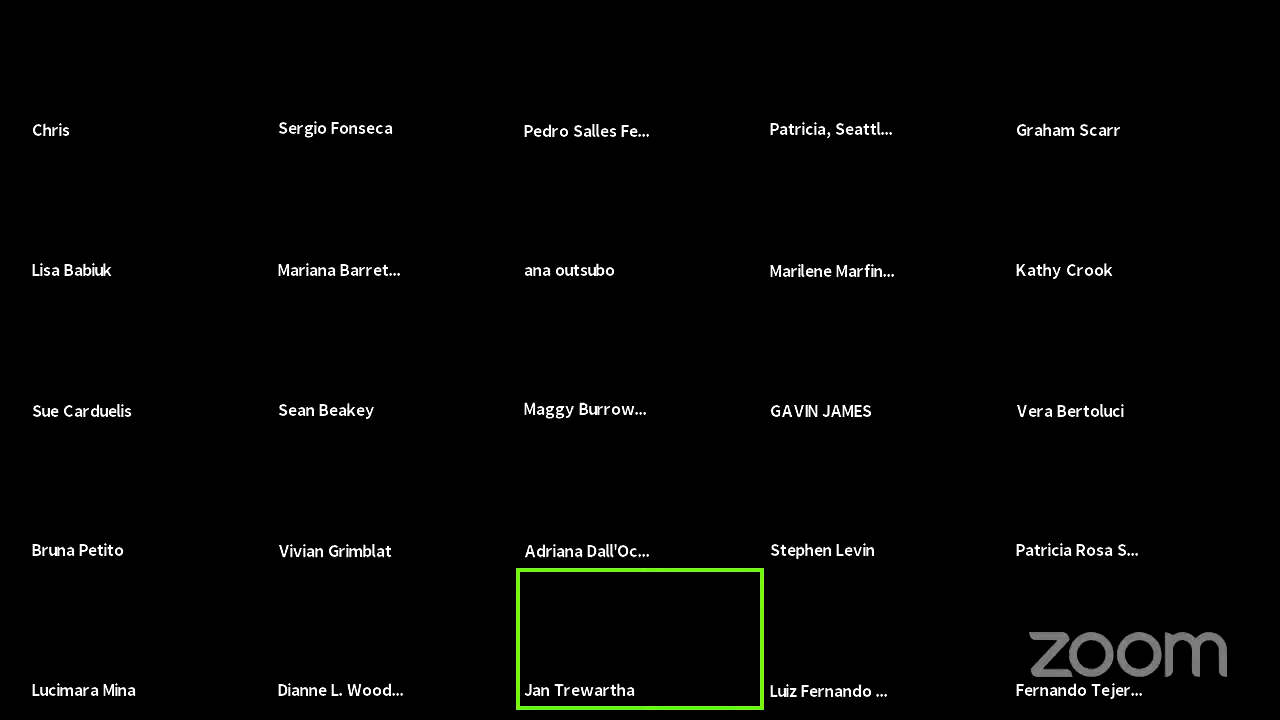 Chris
Sergio Fonseca
Pedro Salles Fe...
Patricia, Seattl...
Graham Scarr
Lisa Babiuk
Mariana Barret...
ana outsubo
Marilene Marfin...
Kathy Crook
Sue Carduelis
Sean Beakey
Maggy Burrow...
GAVIN JAMES
Vera Bertoluci
Bruna Petito
Vivian Grimblat
Adriana Dall'Oc...
Stephen Levin
Patricia Rosa S...
Lucimara Mina
Dianne L. Wood...
Jan Trewartha
Luiz Fernando ...
Fernando Tejer...
zoom